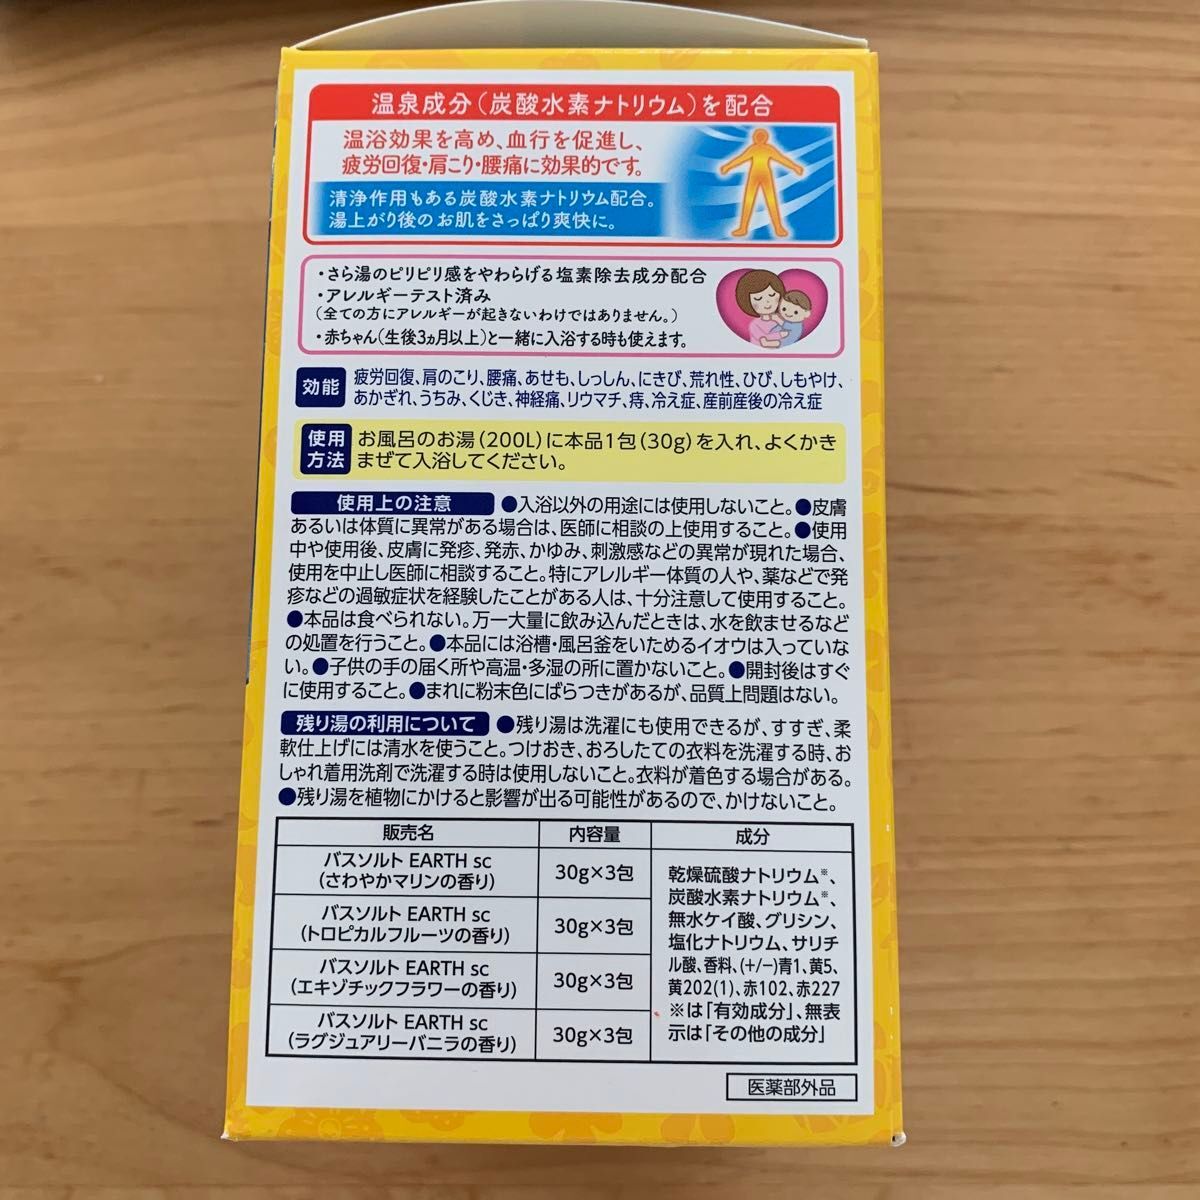 温泉成分(炭酸水素ナトリウム)を配合
温浴効果を高め、血行を促進し、
疲労回復・肩こり・腰痛に効果的です。
清浄作用もある炭酸水素ナトリウム配合。
湯上がり後のお肌をさっぱり爽快に。
・さら湯のピリピリ感をやわらげる塩素除去成分配合
・アレルギーテスト済み
(全ての方にアレルギーが起きないわけではありません。)
・赤ちゃん(生後3ヵ月以上)と一緒に入浴する時も使えます。
効能 疲労回復、肩のこり、腰痛、あせも、しっしん、にきび、荒れ性、ひび、しもやけ、
あかぎれ、うちみ、くじき、神経痛、リウマチ、痔、冷え症、産前産後の冷え症
使用方法 お風呂のお湯(200L)に本品1包(30g)を入れ、よくかき
まぜて入浴してください。
使用上の注意 ●入浴以外の用途には使用しないこと。●皮膚
あるいは体質に異常がある場合は、医師に相談の上使用すること。●使用
中や使用後、皮膚に発疹、発赤、かゆみ、刺激感などの異常が現れた場合、
使用を中止し医師に相談すること。特にアレルギー体質の人や、薬などで発
疹などの過敏症状を経験したことがある人は、十分注意して使用すること。
●本品は食べられない。万一大量に飲み込んだときは、水を飲ませるなど
の処置を行うこと。●本品には浴槽・風呂釜をいためるイオウは入っていな
い。●子供の手の届く所や高温・多湿の所に置かないこと。●開封後はすぐ
に使用すること。●まれに粉末色にばらつきがあるが、品質上問題はない。
残り湯の利用について ●残り湯は洗濯にも使用できるが、すすぎ、柔
軟仕上げには清水を使うこと。つけおき、おろしたての衣料を洗濯する時、お
しゃれ着用洗剤で洗濯する時は使用しないこと。衣料が着色する場合がある。
●残り湯を植物にかけると影響が出る可能性があるので、かけないこと。
販売名 内容量 成分
バスソルト EARTH sc
(さわやかマリンの香り) 30g×3包
バスソルト EARTH sc
(トロピカルフルーツの香り) 30g×3包
バスソルト EARTH sc
(エキゾチックフラワーの香り) 30g×3包
バスソルト EARTH sc
(ラグジュアリーバニラの香り) 30g×3包
乾燥硫酸ナトリウム※、
炭酸水素ナトリウム※、
無水ケイ酸、グリシン、
塩化ナトリウム、サリチ
ル酸、香料、(+/−)青1、黄5、
黄202(1)、赤102、赤227
※は「有効成分」、無表
示は「その他の成分」
医薬部外品